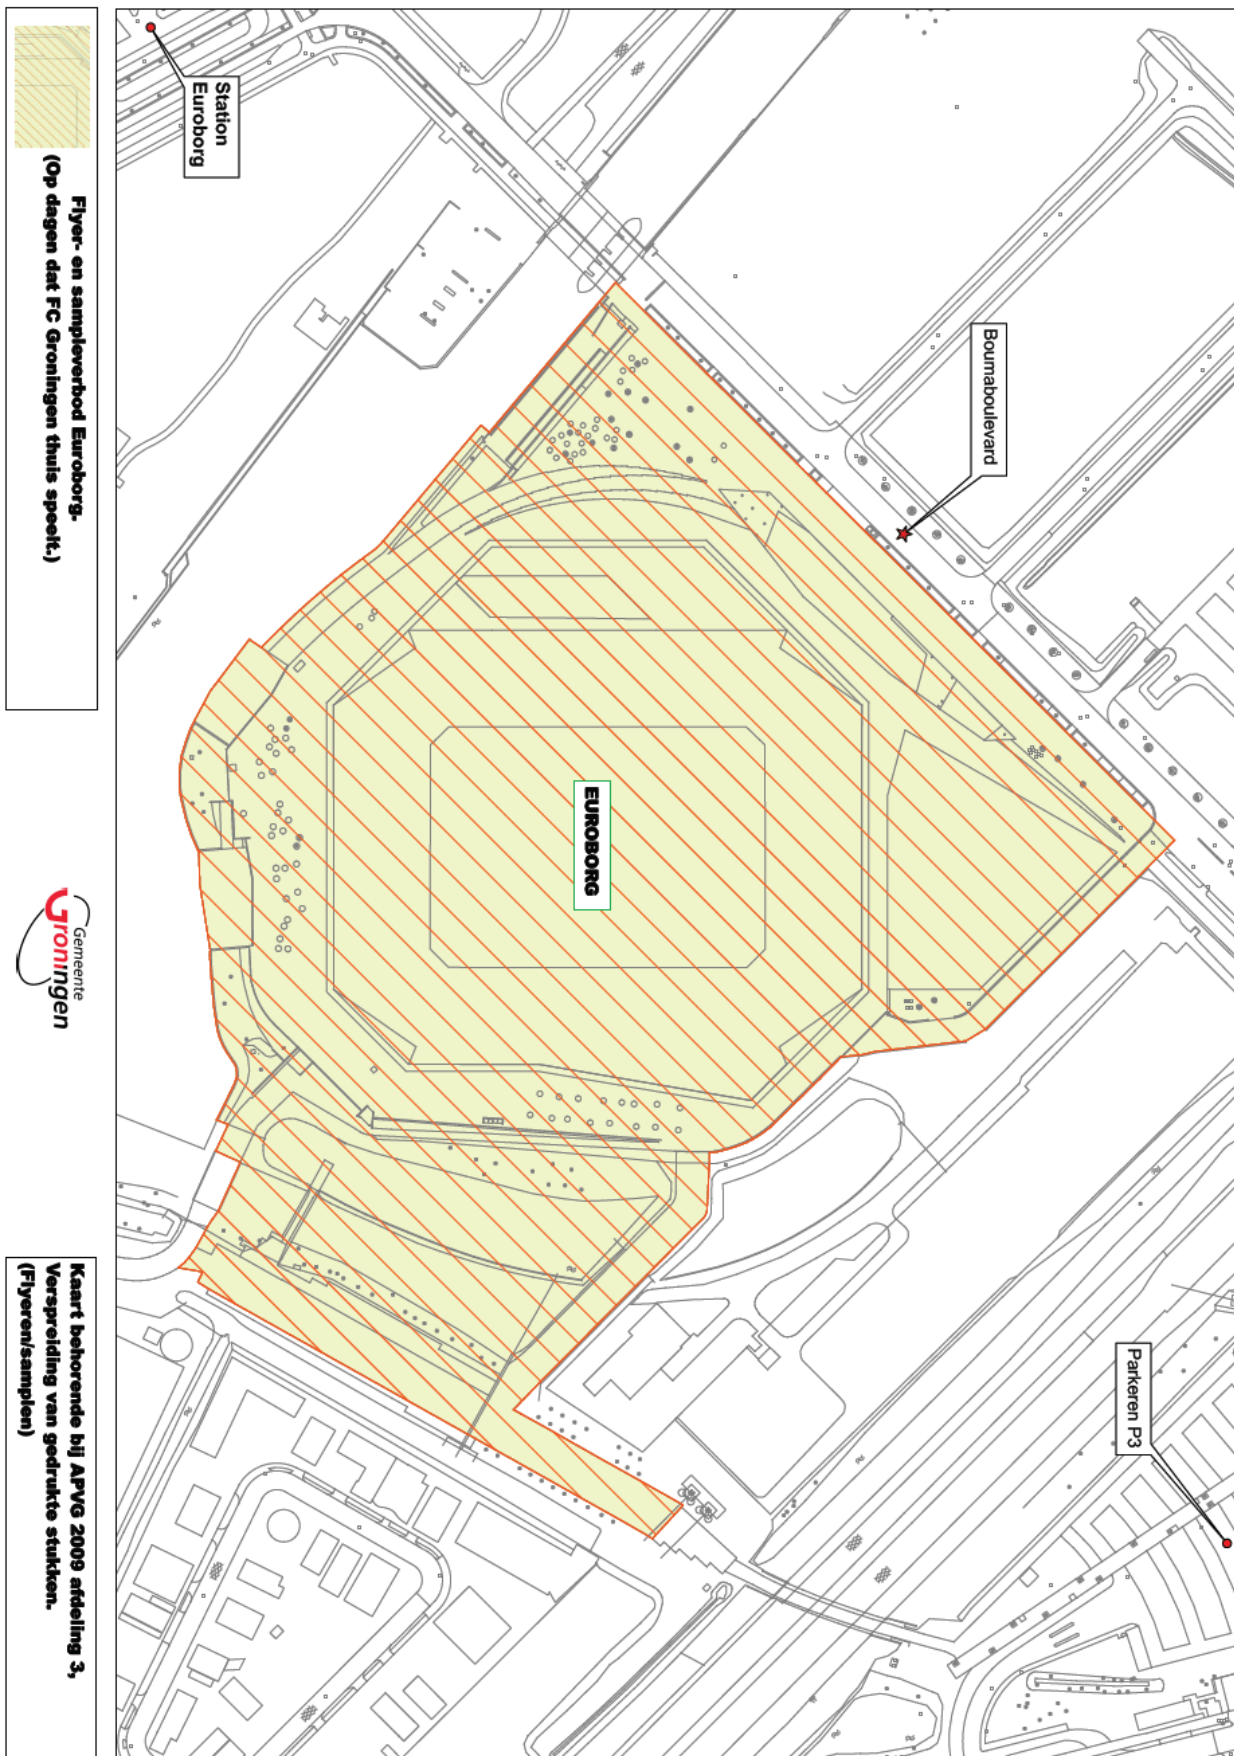 Station
Euroborg
Boumaboulevard
EUROBORG
Parkeren P3
Flyer- en sampleverbod Euroborg.
(Op dagen dat FC Groningen thuis speelt.)
Gemeente
Groningen
Kaart behorende bij APVG 2009 afdeling 3,
Verspreiding van gedrukte stukken.
(Flyeren/samplen)